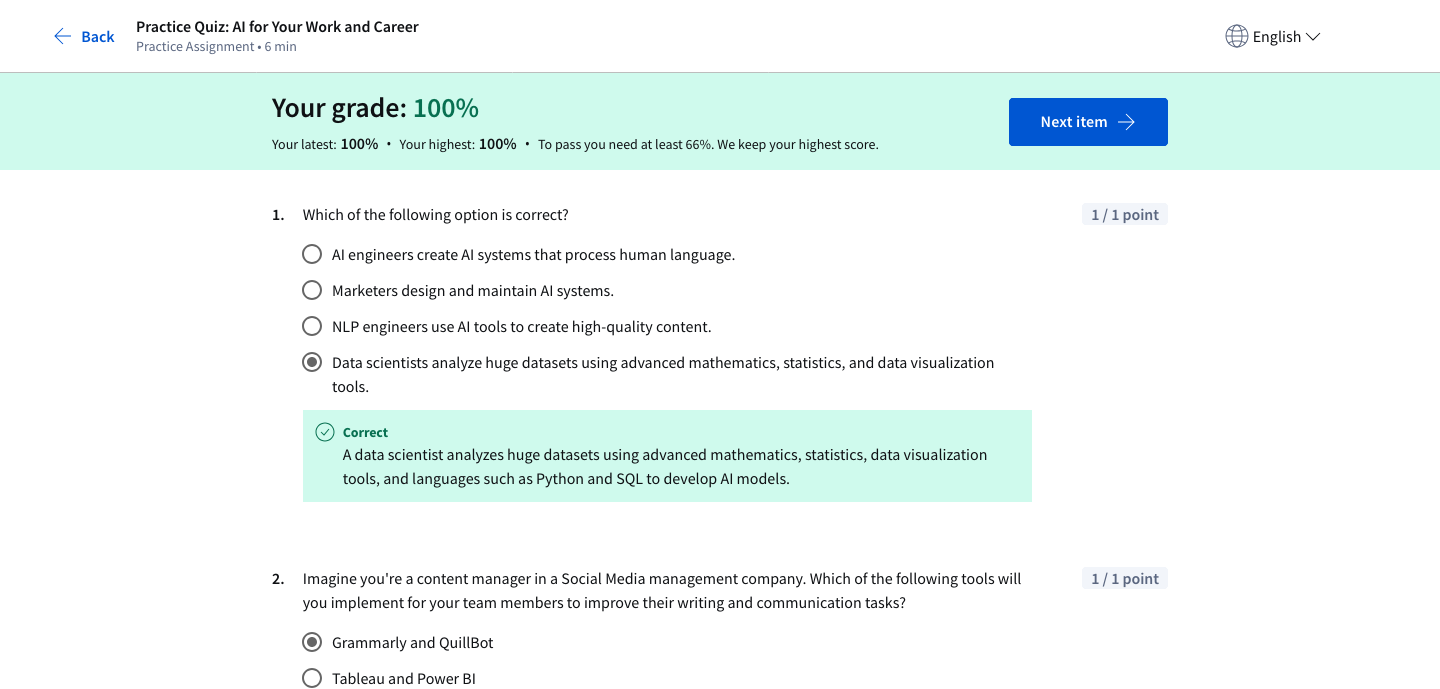 Back
Practice Quiz: AI for Your Work and Career
Practice Assignment • 6 min
English
Your grade: 100%
Your latest: 100% • Your highest: 100% • To pass you need at least 66%. We keep your highest score.
Next item
1. Which of the following option is correct?
1 / 1 point
AI engineers create AI systems that process human language.
Marketers design and maintain AI systems.
NLP engineers use AI tools to create high-quality content.
Data scientists analyze huge datasets using advanced mathematics, statistics, and data visualization
tools.
Correct
A data scientist analyzes huge datasets using advanced mathematics, statistics, data visualization
tools, and languages such as Python and SQL to develop AI models.
2. Imagine you're a content manager in a Social Media management company. Which of the following tools will
you implement for your team members to improve their writing and communication tasks?
1 / 1 point
Grammarly and QuillBot
Tableau and Power BI